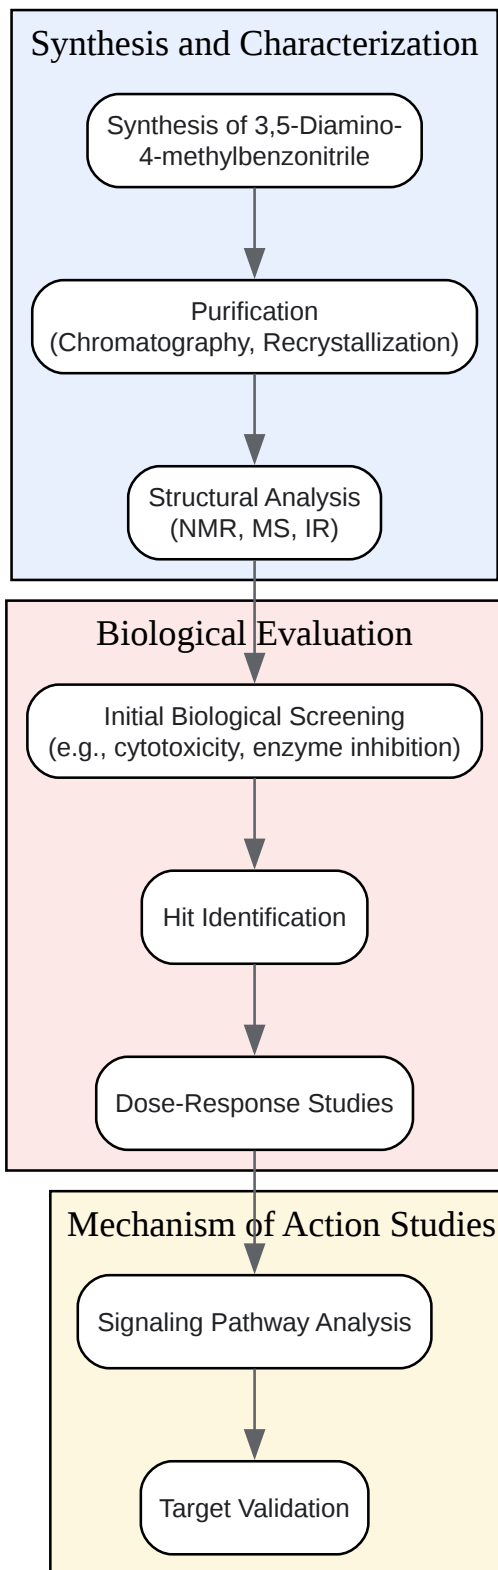 Synthesis and Characterization
Synthesis of 3,5-Diamino-
4-methylbenzonitrile
Purification
(Chromatography, Recrystallization)
Structural Analysis
(NMR, MS, IR)
Biological Evaluation
Initial Biological Screening
(e.g., cytotoxicity, enzyme inhibition)
Hit Identification
Dose-Response Studies
Mechanism of Action Studies
Signaling Pathway Analysis
Target Validation